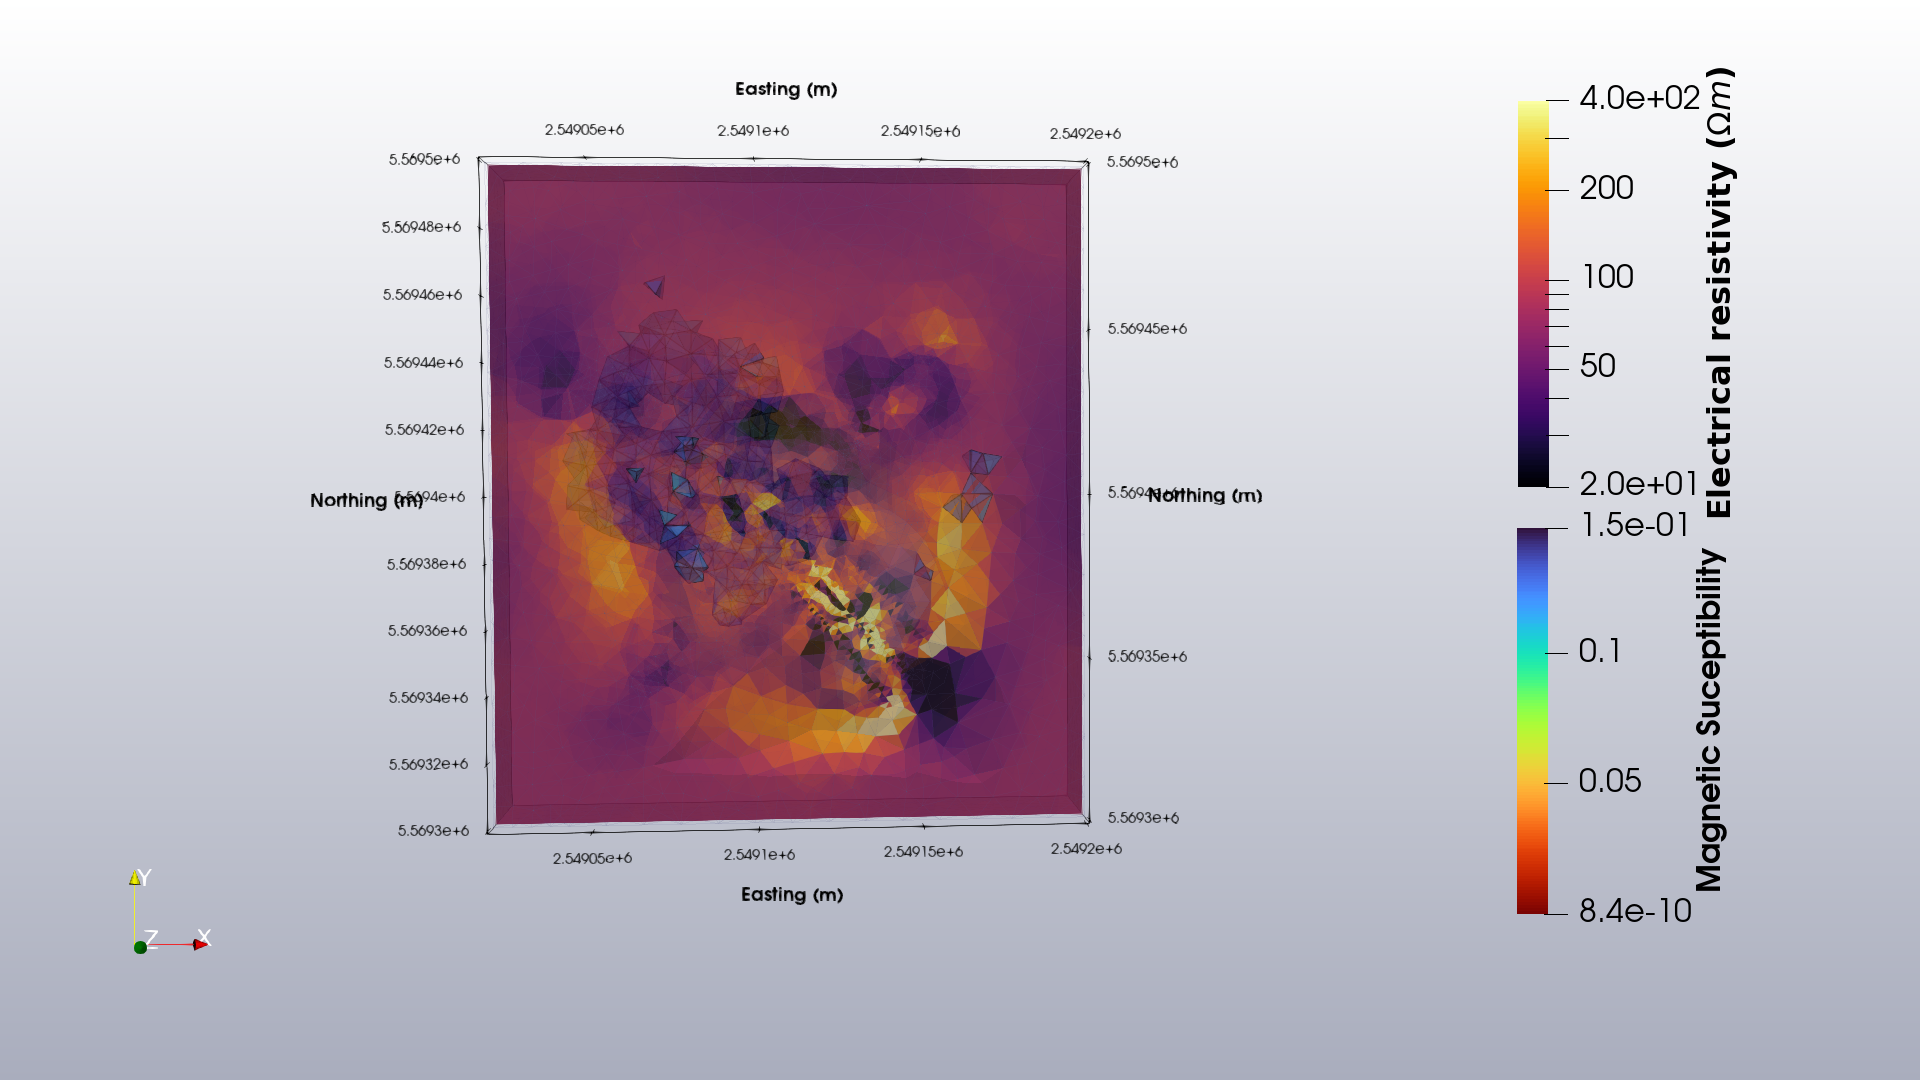 Easting (m)
2.54905e+6 2.5491e+6 2.54915e+6 2.5492e+6
5.5695e+6 5.5695e+6
5.56948e+6
5.56946e+6
5.56945e+6
5.56944e+6
5.56942e+6
Northing (m) 5.5694e+6 5.5694e+6 Northing (m)
5.56938e+6
5.56936e+6
5.56935e+6
5.56934e+6
5.56932e+6
5.5693e+6 5.5693e+6
2.54905e+6 2.5491e+6 2.54915e+6 2.5492e+6
Easting (m)
Y
Z X
4.0e+02
200
100
50
2.0e+01
Electrical resistivity (Ωm)
1.5e-01
0.1
0.05
8.4e-10
Magnetic Suceptibility